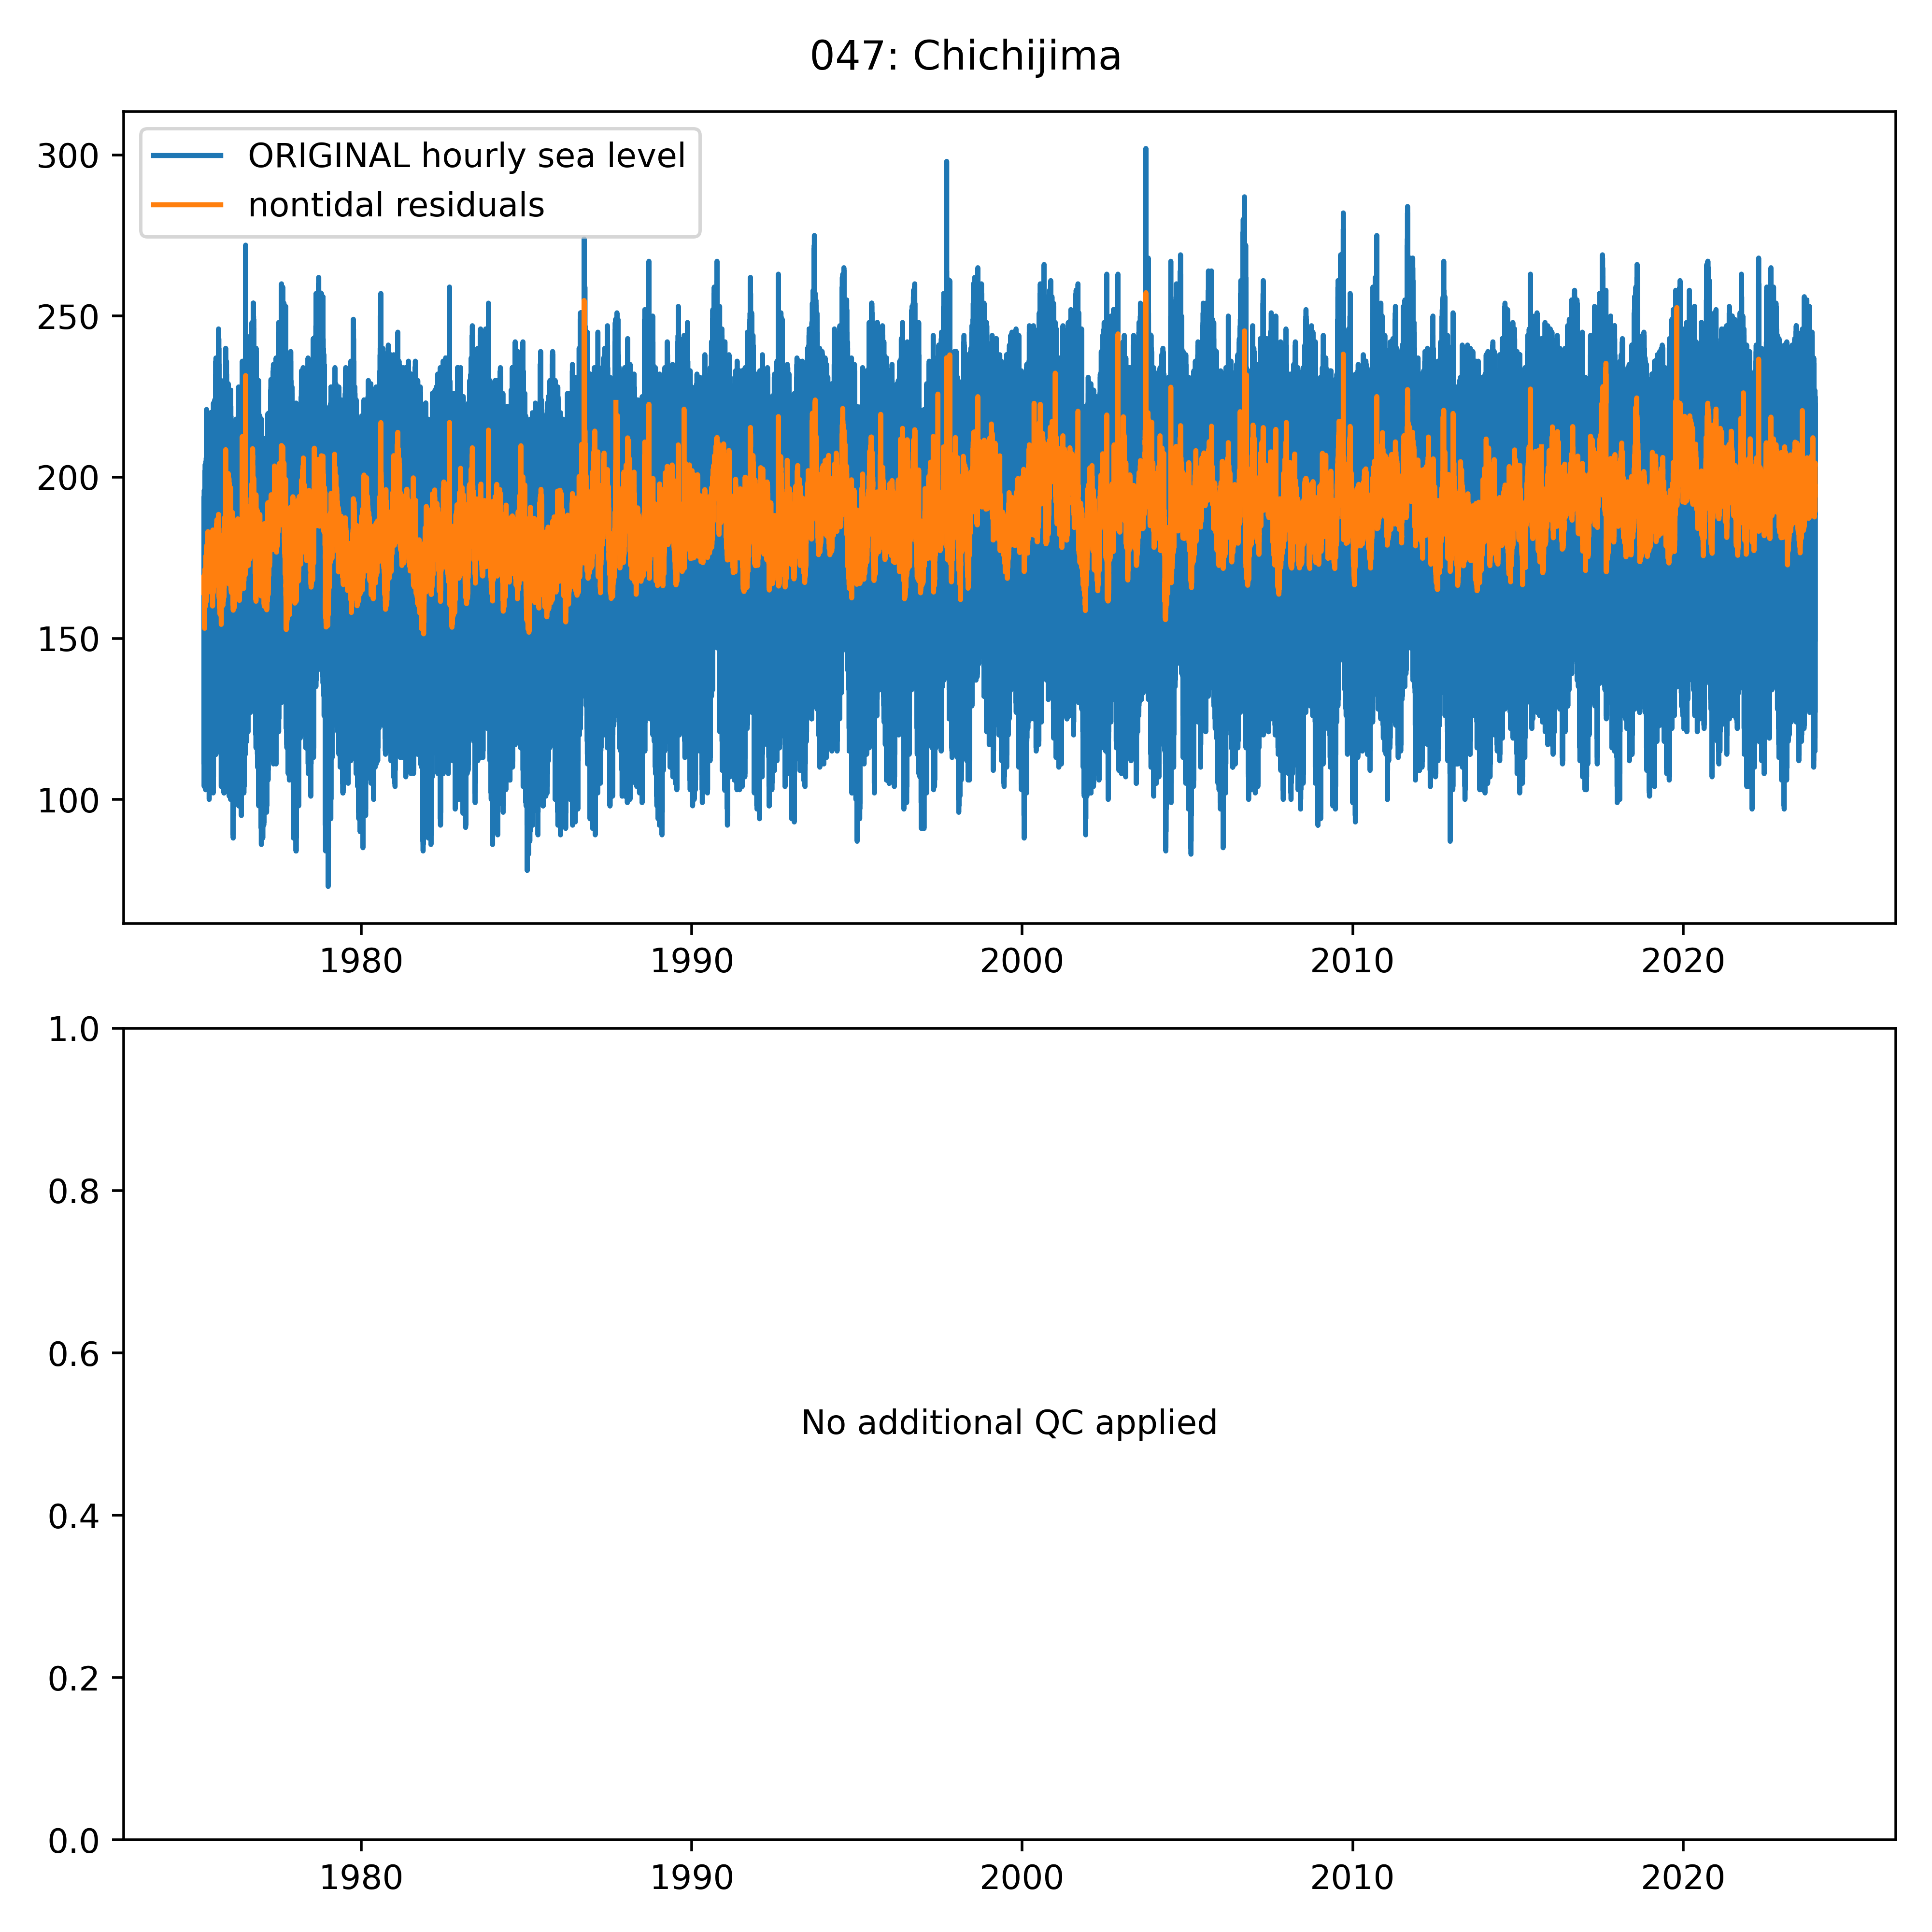 047: Chichijima
ORIGINAL hourly sea level
nontidal residuals
300
250
200
150
100
1980 1990 2000 2010 2020
1.0
0.8
0.6
No additional QC applied
0.4
0.2
0.0
1980 1990 2000 2010 2020